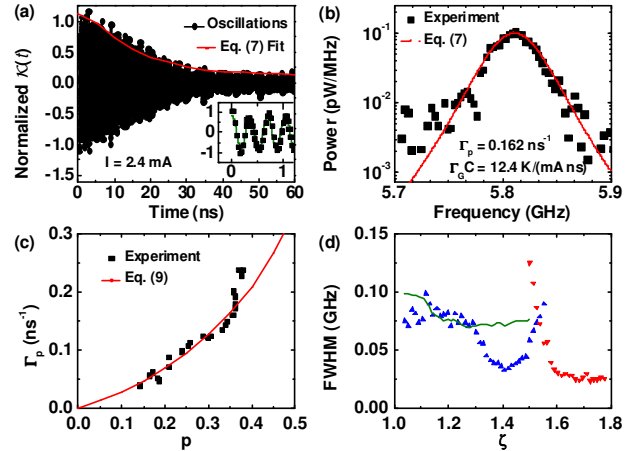 (a)
Oscillations
Eq. (7) Fit
Normalized K(t)
1.0
0.5
0.0
-0.5
-1.0
I = 2.4 mA
1
0
-1
0 1
0 10 20 30 40 50 60
Time (ns)
(b)
Experiment
Eq. (7)
Power (pW/MHz)
10⁻¹
10⁻²
10⁻³
Γₚ = 0.162 ns⁻¹
Γ_G C = 12.4 K/(mA ns)
5.7 5.8 5.9
Frequency (GHz)
(c)
Experiment
Eq. (9)
Γₚ (ns⁻¹)
0.3
0.2
0.1
0.0
0.0 0.1 0.2 0.3 0.4 0.5
p
(d)
FWHM (GHz)
0.15
0.10
0.05
0.00
1.0 1.2 1.4 1.6 1.8
ζ